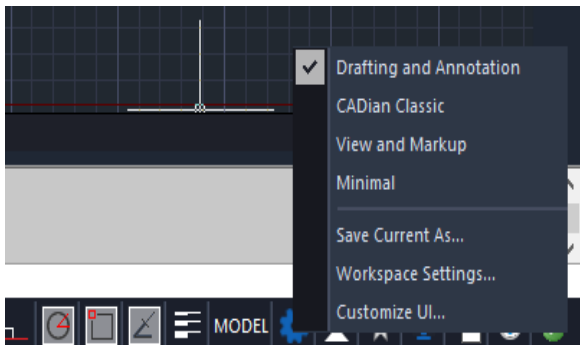 Drafting and Annotation
CADian Classic
View and Markup
Minimal
Save Current As...
Workspace Settings...
Customize UI...
MODEL